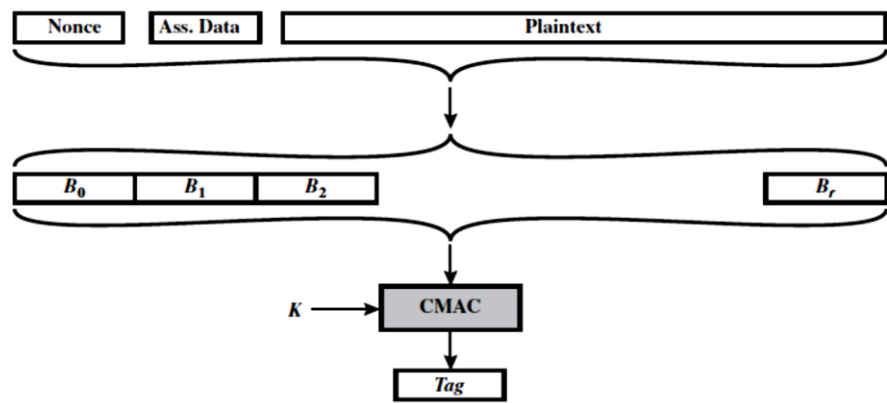 Nonce Ass. Data Plaintext
B₀ B₁ B₂ Bᵣ
K CMAC
Tag